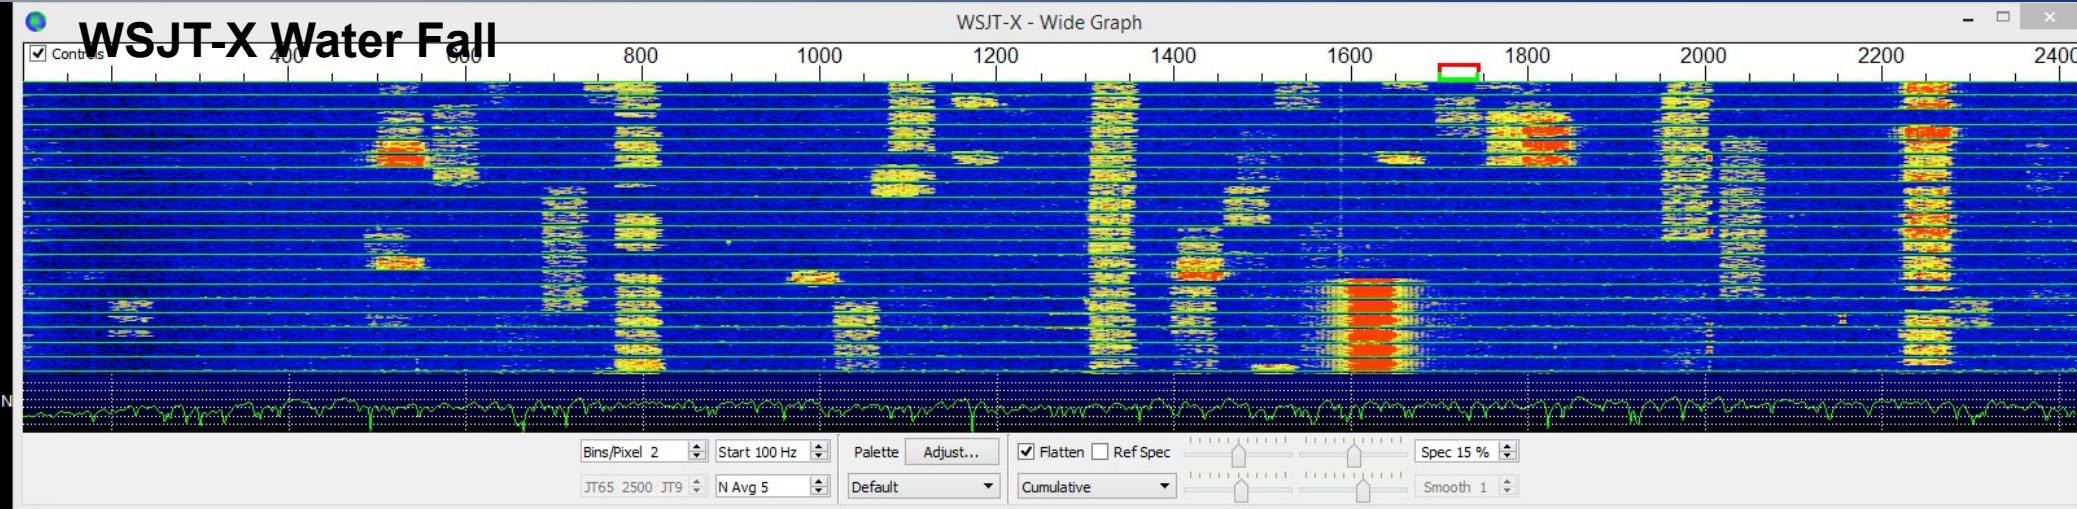 WSJT-X - Wide Graph
WSJT-X Water Fall
Controls 400 600 800 1000 1200 1400 1600 1800 2000 2200 2400
N
Bins/Pixel 2 Start 100 Hz Palette Adjust... Flatten Ref Spec Spec 15 %
JT65 2500 JT9 N Avg 5 Default Cumulative Smooth 1